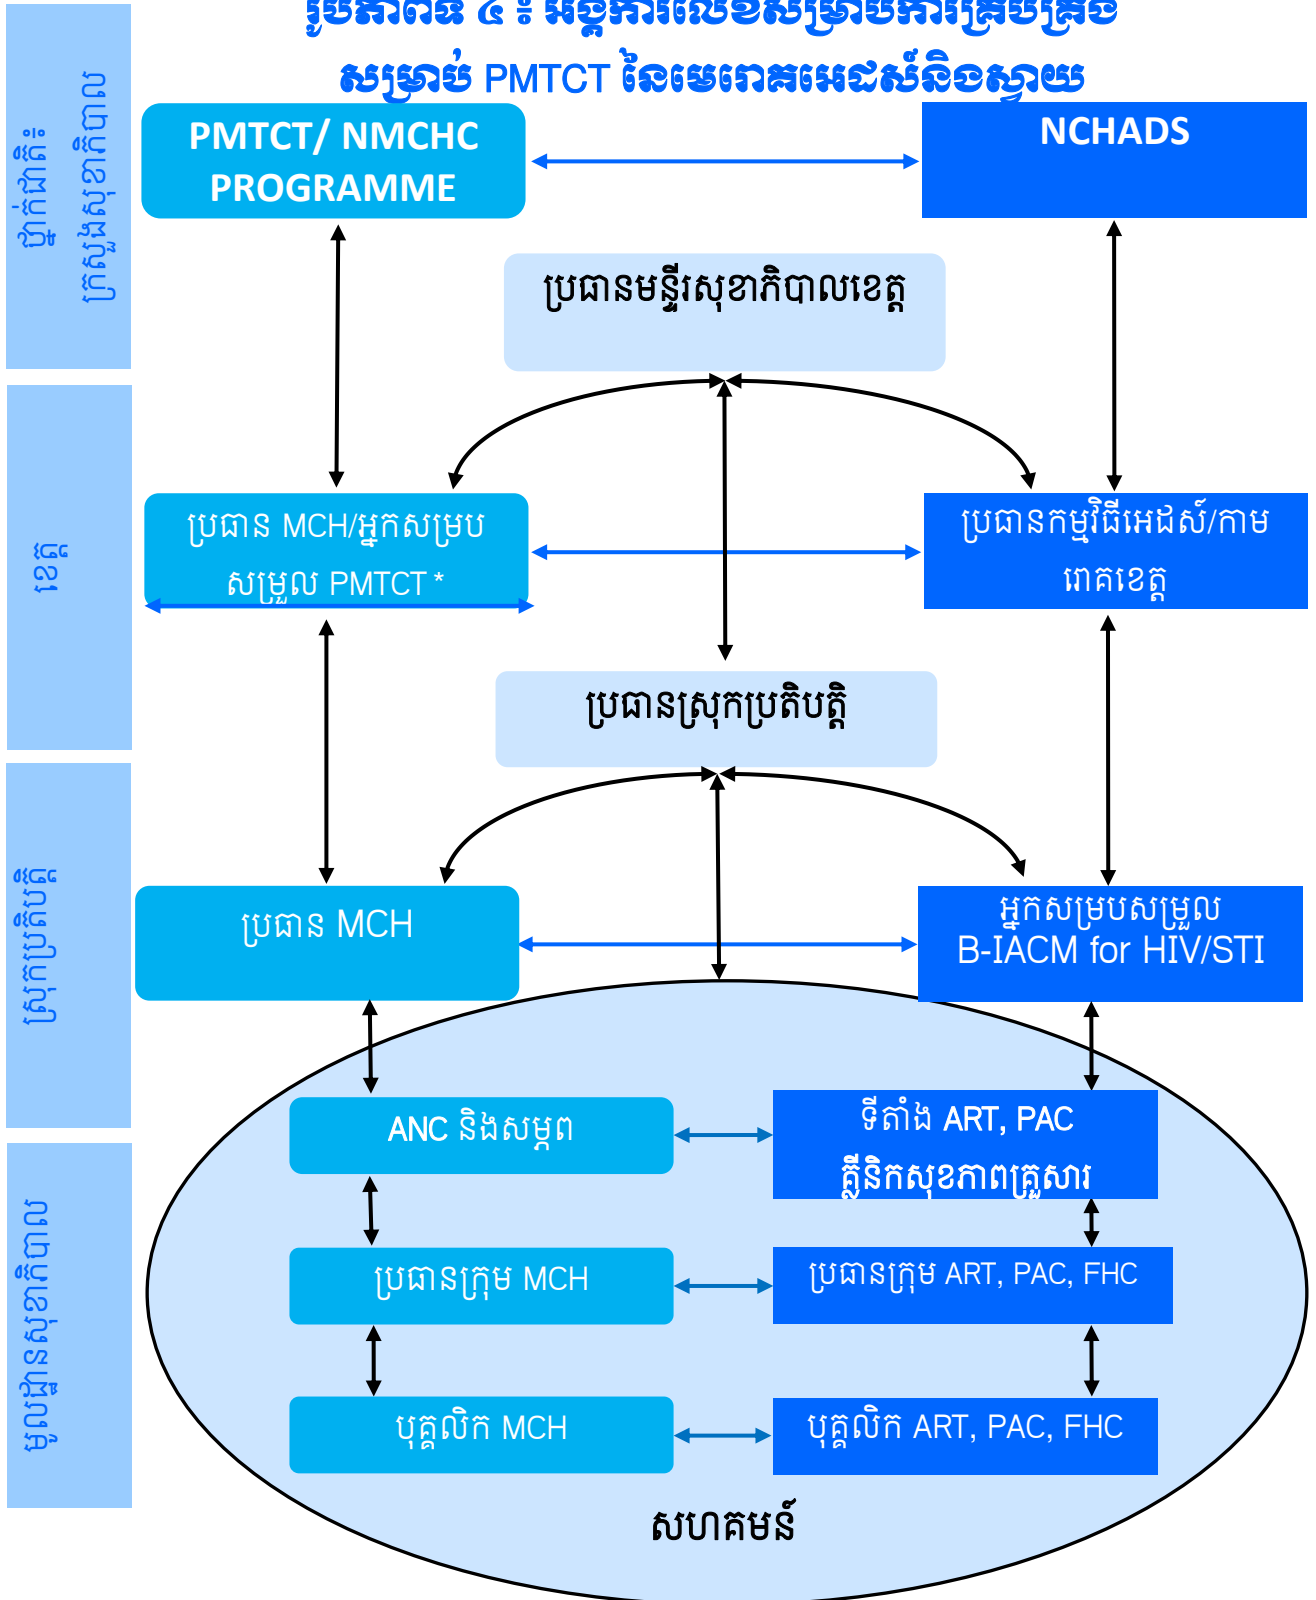 រូបភាពទី ៤ ៖ អង្គការលេខសម្រាប់ការគ្រប់គ្រង
សម្រាប់ PMTCT នៃមេរោគអេដស៍និងស្វាយ
ថ្នាក់ជាតិ៖
ក្រសួងសុខាភិបាល
PMTCT/ NMCHC
PROGRAMME
NCHADS
ប្រធានមន្ទីរសុខាភិបាលខេត្ត
ខេត្ត
ប្រធាន MCH/អ្នកសម្រប
សម្រួល PMTCT *
ប្រធានកម្មវិធីអេដស៍/កាម
រោគខេត្ត
ប្រធានស្រុកប្រតិបត្តិ
ស្រុកប្រតិបត្តិ
ប្រធាន MCH
អ្នកសម្របសម្រួល
B-IACM for HIV/STI
ANC និងសម្ភព
ទីតាំង ART, PAC
គ្លីនិកសុខភាពគ្រួសារ
មូលដ្ឋានសុខាភិបាល
ប្រធានក្រុម MCH
ប្រធានក្រុម ART, PAC, FHC
បុគ្គលិក MCH
បុគ្គលិក ART, PAC, FHC
សហគមន៍